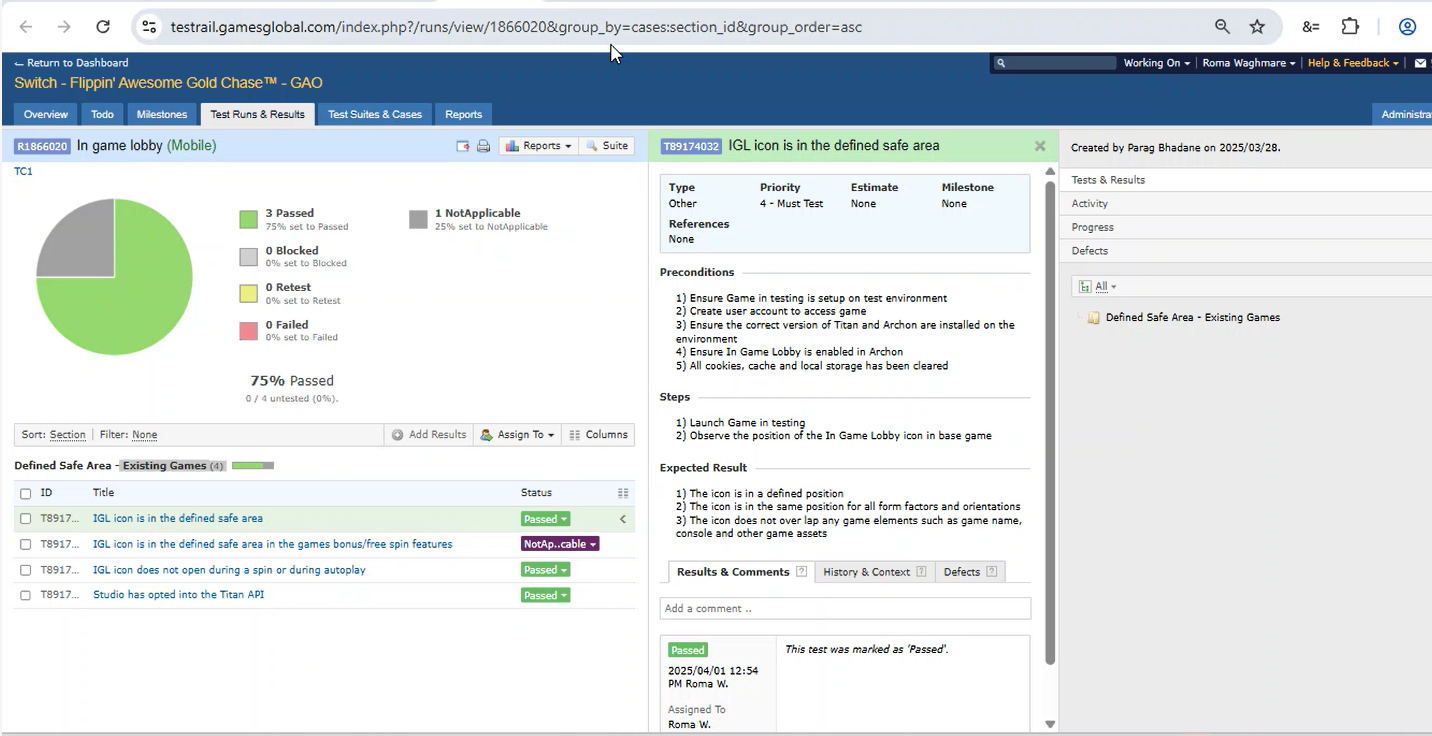 testrail.gamesglobal.com/index.php?/runs/view/1866020&group_by=cases:section_id&group_order=asc
Return to Dashboard
Working On
Roma Waghmare
Help & Feedback
Switch - Flippin' Awesome Gold Chase™ - GAO
Overview
Todo
Milestones
Test Runs & Results
Test Suites & Cases
Reports
Administra
R1866020 In game lobby (Mobile)
Reports
Suite
TC1
3 Passed
75% set to Passed
1 NotApplicable
25% set to NotApplicable
0 Blocked
0% set to Blocked
0 Retest
0% set to Retest
0 Failed
0% set to Failed
75% Passed
0 / 4 untested (0%).
Sort: Section
Filter: None
Add Results
Assign To
Columns
Defined Safe Area - Existing Games (4)
ID Title Status
T8917... IGL icon is in the defined safe area Passed
T8917... IGL icon is in the defined safe area in the games bonus/free spin features NotAp..cable
T8917... IGL icon does not open during a spin or during autoplay Passed
T8917... Studio has opted into the Titan API Passed
T89174032 IGL icon is in the defined safe area
Type Priority Estimate Milestone
Other 4 - Must Test None None
References
None
Preconditions
1) Ensure Game in testing is setup on test environment
2) Create user account to access game
3) Ensure the correct version of Titan and Archon are installed on the
environment
4) Ensure In Game Lobby is enabled in Archon
5) All cookies, cache and local storage has been cleared
Steps
1) Launch Game in testing
2) Observe the position of the In Game Lobby icon in base game
Expected Result
1) The icon is in a defined position
2) The icon is in the same position for all form factors and orientations
3) The icon does not over lap any game elements such as game name,
console and other game assets
Results & Comments ?
History & Context ?
Defects ?
Add a comment ..
Passed
This test was marked as 'Passed'.
2025/04/01 12:54
PM Roma W.
Assigned To
Roma W.
Created by Parag Bhadane on 2025/03/28.
Tests & Results
Activity
Progress
Defects
All
Defined Safe Area - Existing Games